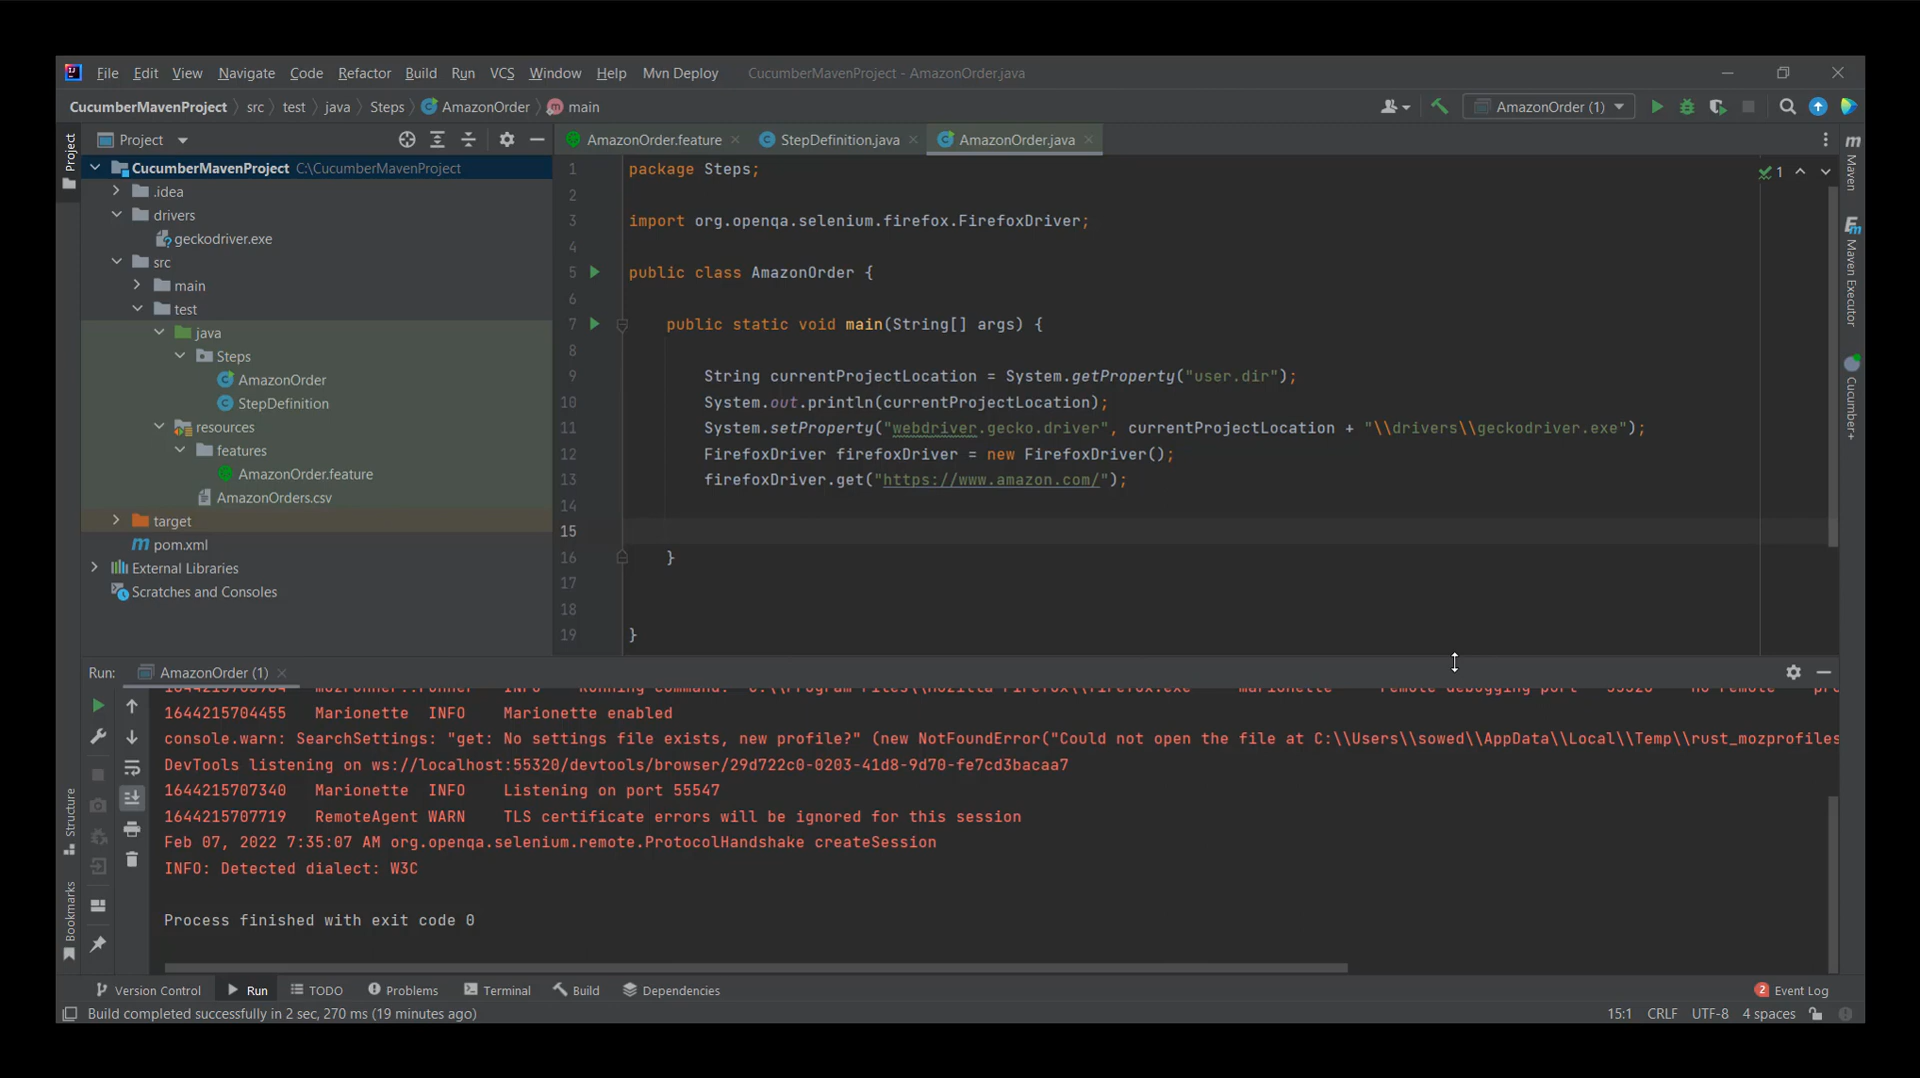 File Edit View Navigate Code Refactor Build Run VCS Window Help Mvn Deploy CucumberMavenProject - AmazonOrder.java
CucumberMavenProject src test java Steps AmazonOrder main AmazonOrder (1)
Project
Project
AmazonOrder.feature StepDefinition.java AmazonOrder.java
CucumberMavenProject C:\CucumberMavenProject
.idea
drivers
geckodriver.exe
src
main
test
java
Steps
AmazonOrder
StepDefinition
resources
features
AmazonOrder.feature
AmazonOrders.csv
target
pom.xml
External Libraries
Scratches and Consoles
1 package Steps;
2
3 import org.openqa.selenium.firefox.FirefoxDriver;
4
5 public class AmazonOrder {
6
7 public static void main(String[] args) {
8
9 String currentProjectLocation = System.getProperty("user.dir");
10 System.out.println(currentProjectLocation);
11 System.setProperty("webdriver.gecko.driver", currentProjectLocation + "\\drivers\\geckodriver.exe");
12 FirefoxDriver firefoxDriver = new FirefoxDriver();
13 firefoxDriver.get("https://www.amazon.com/");
14
15
16 }
17
18
19 }
1
Maven
Maven Executor
Cucumber+
Run: AmazonOrder (1)
1644215704455 Marionette INFO Marionette enabled
console.warn: SearchSettings: "get: No settings file exists, new profile?" (new NotFoundError("Could not open the file at C:\\Users\\sowed\\AppData\\Local\\Temp\\rust_mozprofiles
DevTools listening on ws://localhost:55320/devtools/browser/29d722c0-0203-41d8-9d70-fe7cd3bacaa7
1644215707340 Marionette INFO Listening on port 55547
1644215707719 RemoteAgent WARN TLS certificate errors will be ignored for this session
Feb 07, 2022 7:35:07 AM org.openqa.selenium.remote.ProtocolHandshake createSession
INFO: Detected dialect: W3C
Process finished with exit code 0
Structure
Bookmarks
Version Control Run TODO Problems Terminal Build Dependencies 2 Event Log
Build completed successfully in 2 sec, 270 ms (19 minutes ago) 15:1 CRLF UTF-8 4 spaces